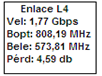 Enlace L4
Vel: 1,77 Gbps
Bopt: 808,19 MHz
Bele: 573,81 MHz
Pérd: 4,59 db